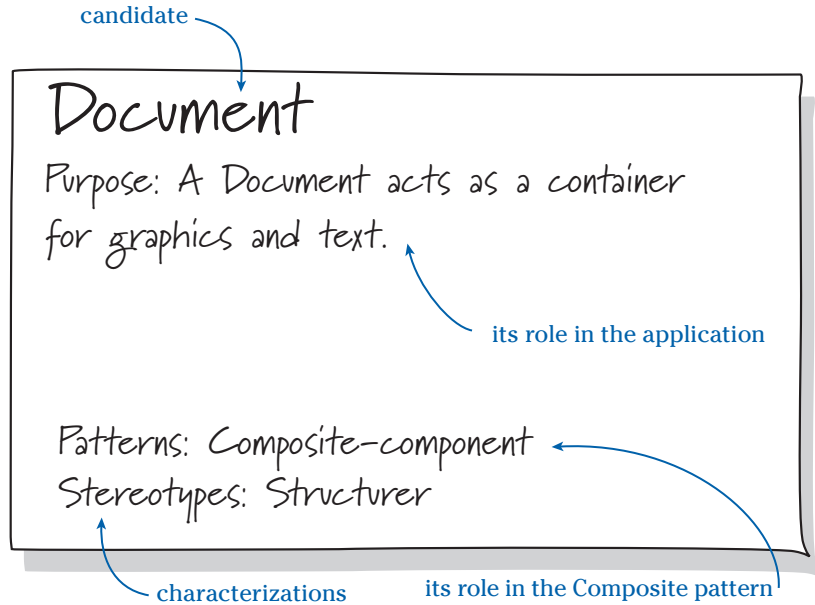 candidate
Document
Purpose: A Document acts as a container
for graphics and text.
its role in the application
Patterns: Composite-component
Stereotypes: Structurer
characterizations
its role in the Composite pattern